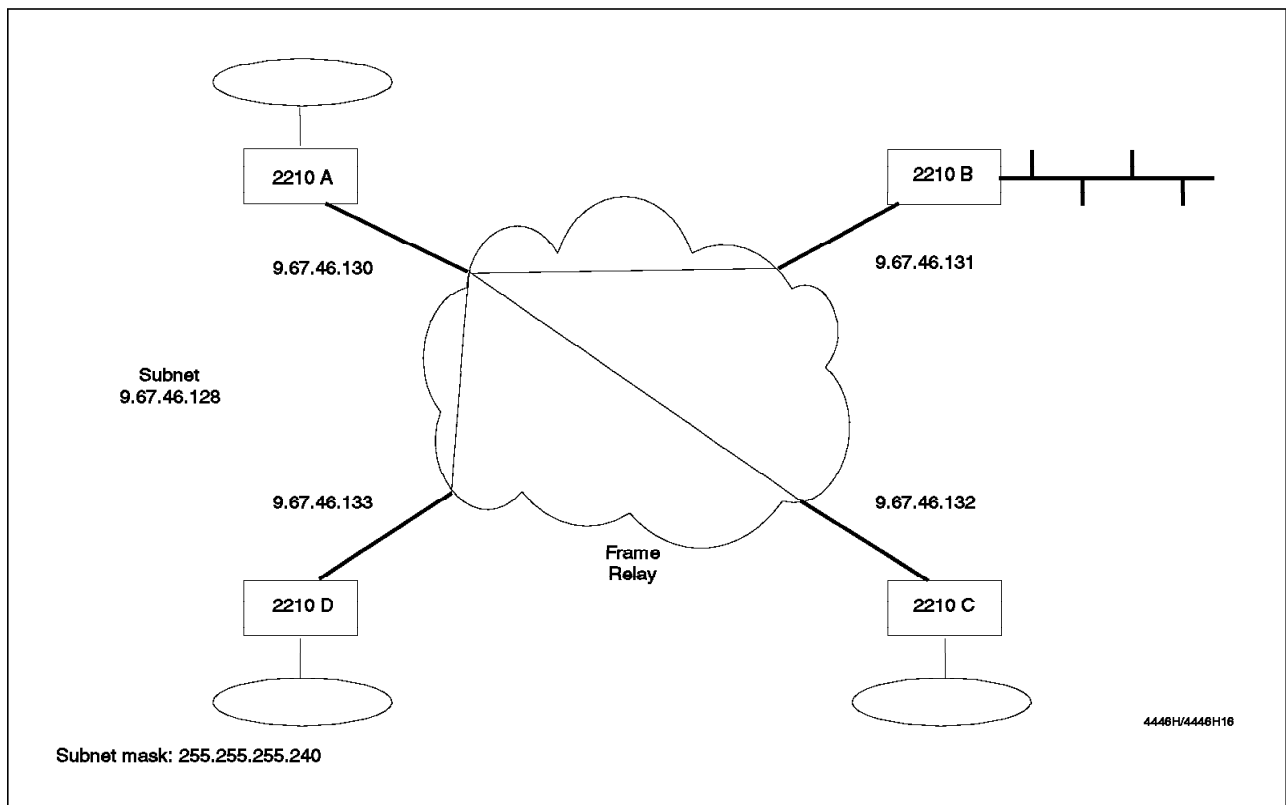 2210 A
2210 B
9.67.46.130
9.67.46.131
Subnet
9.67.46.128
9.67.46.133
9.67.46.132
Frame
Relay
2210 D
2210 C
4446H/4446H16
Subnet mask: 255.255.255.240